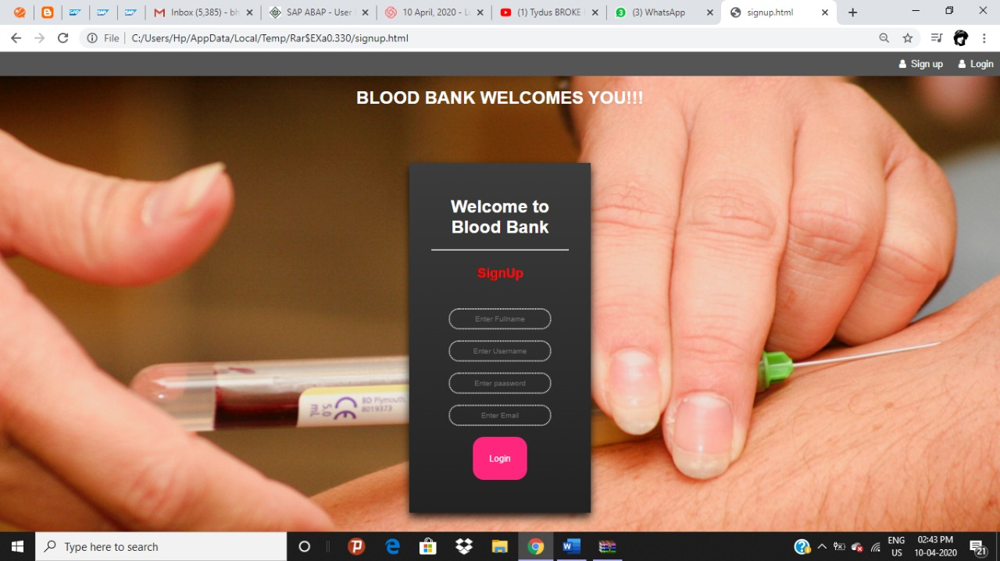 Inbox (5,385) - bh
SAP ABAP - User
10 April, 2020 - L
(1) Tydus BROKE
(3) WhatsApp
signup.html
File | C:/Users/Hp/AppData/Local/Temp/Rar$EXa0.330/signup.html
Sign up Login
BLOOD BANK WELCOMES YOU!!!
Welcome to
Blood Bank
SignUp
Enter Fullname
Enter Username
Enter paasword
Enter Email
Login
5.0
ml
CE
BD Plymouth.
8019373
Type here to search
ENG
US
02:43 PM
10-04-2020
21